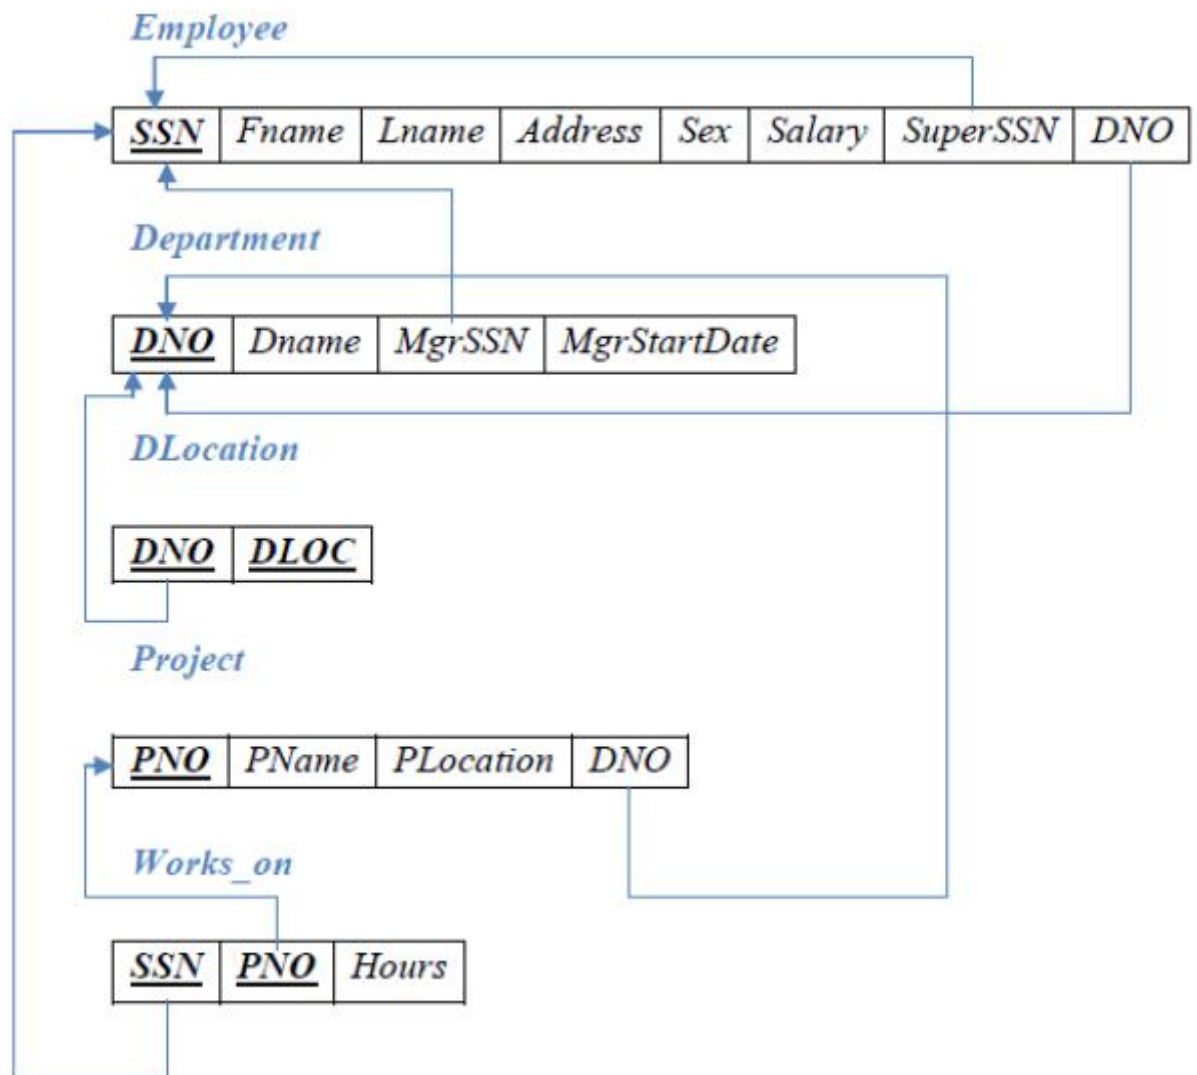 Employee
SSN Fname Lname Address Sex Salary SuperSSN DNO
Department
DNO Dname MgrSSN MgrStartDate
DLocation
DNO DLOC
Project
PNO PName PLocation DNO
Works_on
SSN PNO Hours